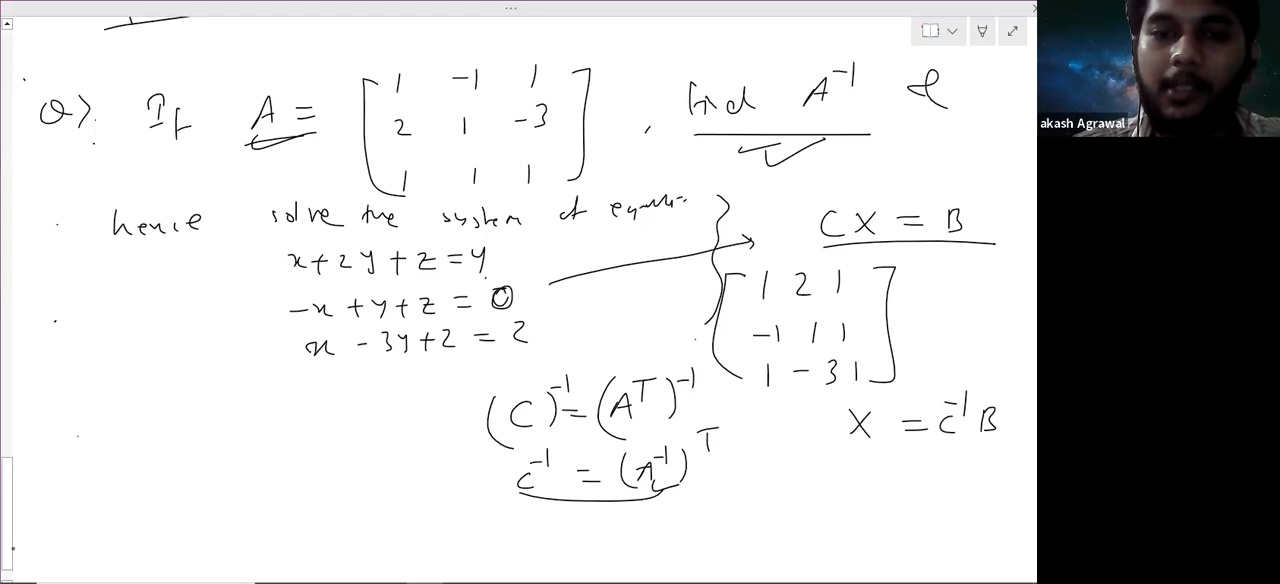 Q> If A = [ 1 -1 1 , find A⁻¹ &
2 1 -3
1 1 1 ]
hence solve the system of equtn
x + 2y + z = 4
-x + y + z = 0
x - 3y + z = 2
CX = B
[ 1 2 1
-1 1 1
1 -3 1 ]
(C)⁻¹ = (Aᵀ)⁻¹
C⁻¹ = (A⁻¹)ᵀ
X = C⁻¹B
akash Agrawal